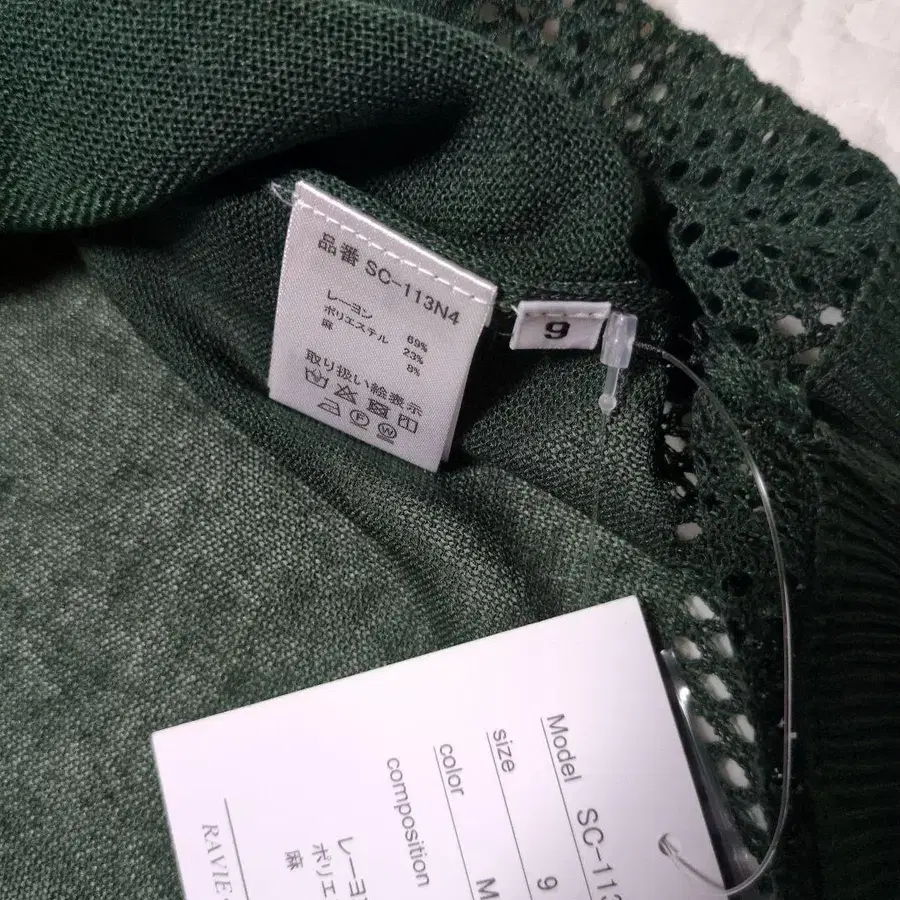 品番 SC-113N4
レーヨン 69%
ポリエステル 23%
麻 8%
取り扱い絵表示
9
Model SC-113
size 9
color M
composition
レーヨ
ポリエ
麻
RAVIE